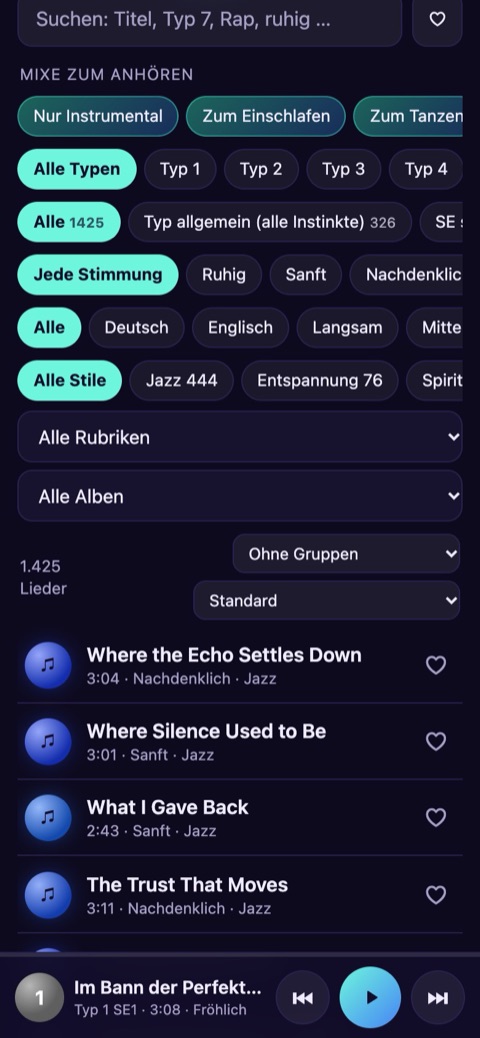 Suchen: Titel, Typ 7, Rap, ruhig ...
MIXE ZUM ANHÖREN
Nur Instrumental Zum Einschlafen Zum Tanzen
Alle Typen Typ 1 Typ 2 Typ 3 Typ 4
Alle 1425 Typ allgemein (alle Instinkte) 326 SE
Jede Stimmung Ruhig Sanft Nachdenklic
Alle Deutsch Englisch Langsam Mitte
Alle Stile Jazz 444 Entspannung 76 Spirit
Alle Rubriken
Alle Alben
1.425 Lieder
Ohne Gruppen
Standard
Where the Echo Settles Down
3:04 · Nachdenklich · Jazz
Where Silence Used to Be
3:01 · Sanft · Jazz
What I Gave Back
2:43 · Sanft · Jazz
The Trust That Moves
3:11 · Nachdenklich · Jazz
1
Im Bann der Perfekt...
Typ 1 SE1 · 3:08 · Fröhlich